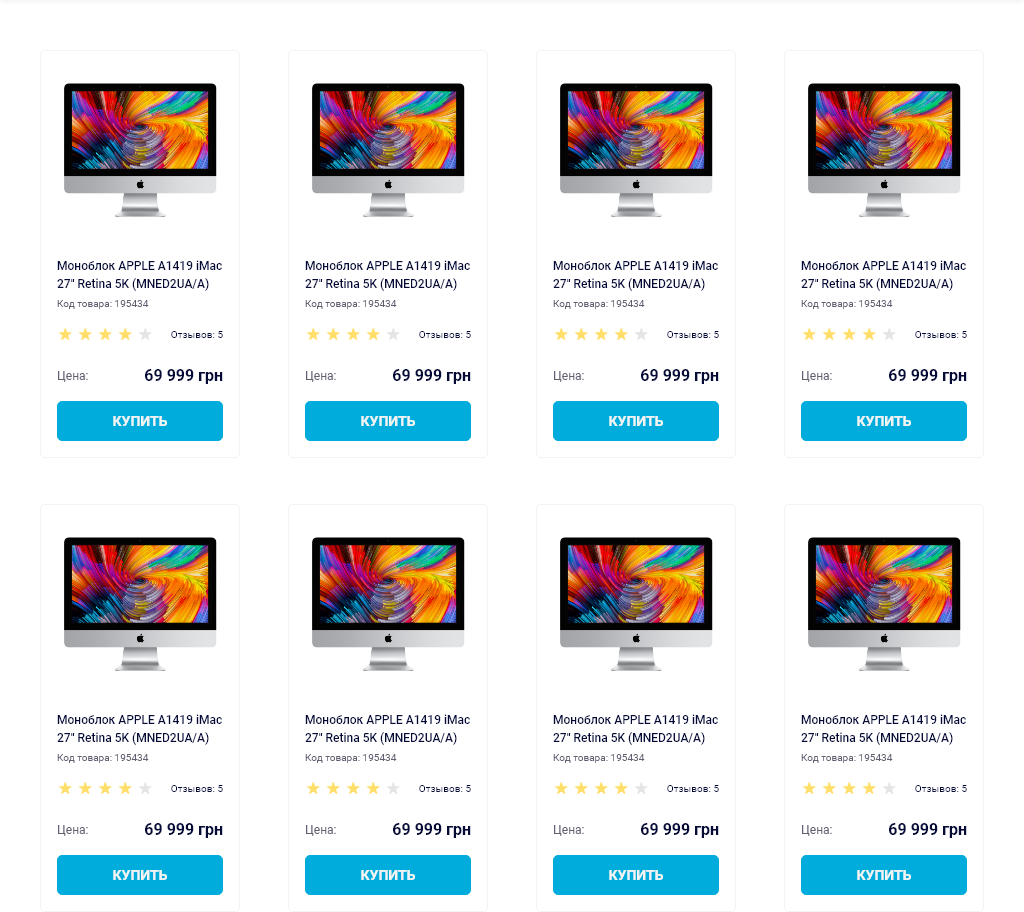 Моноблок APPLE A1419 iMac
27" Retina 5K (MNED2UA/A)
Код товара: 195434
Отзывов: 5
Цена: 69 999 грн
КУПИТЬ
Моноблок APPLE A1419 iMac
27" Retina 5K (MNED2UA/A)
Код товара: 195434
Отзывов: 5
Цена: 69 999 грн
КУПИТЬ
Моноблок APPLE A1419 iMac
27" Retina 5K (MNED2UA/A)
Код товара: 195434
Отзывов: 5
Цена: 69 999 грн
КУПИТЬ
Моноблок APPLE A1419 iMac
27" Retina 5K (MNED2UA/A)
Код товара: 195434
Отзывов: 5
Цена: 69 999 грн
КУПИТЬ
Моноблок APPLE A1419 iMac
27" Retina 5K (MNED2UA/A)
Код товара: 195434
Отзывов: 5
Цена: 69 999 грн
КУПИТЬ
Моноблок APPLE A1419 iMac
27" Retina 5K (MNED2UA/A)
Код товара: 195434
Отзывов: 5
Цена: 69 999 грн
КУПИТЬ
Моноблок APPLE A1419 iMac
27" Retina 5K (MNED2UA/A)
Код товара: 195434
Отзывов: 5
Цена: 69 999 грн
КУПИТЬ
Моноблок APPLE A1419 iMac
27" Retina 5K (MNED2UA/A)
Код товара: 195434
Отзывов: 5
Цена: 69 999 грн
КУПИТЬ